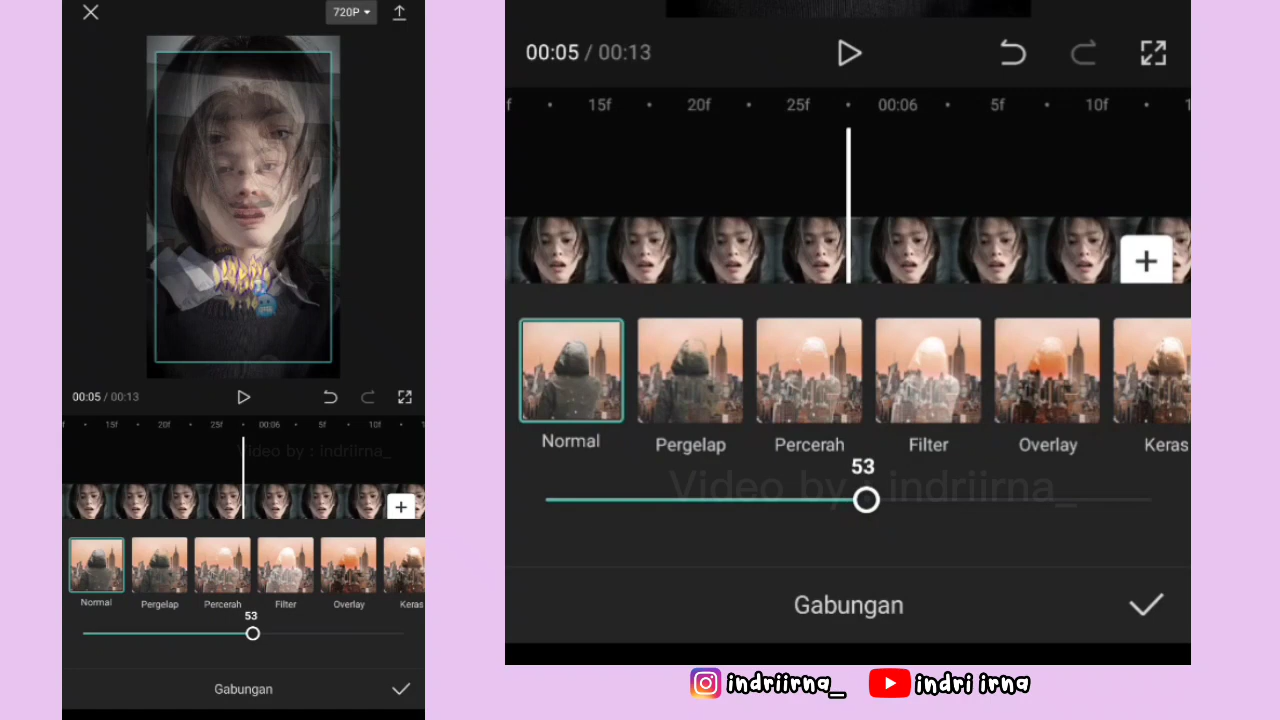 720P
00:05 / 00:13
15f 20f 25f 00:06 5f 10f
Video by : indriirna_
Normal Pergelap Percerah Filter Overlay Keras
53
Gabungan
00:05 / 00:13
f 15f 20f 25f 00:06 5f 10f 1
Normal Pergelap Percerah Filter Overlay Keras
53
Video by : indriirna_
Gabungan
indriirna_ indri irna